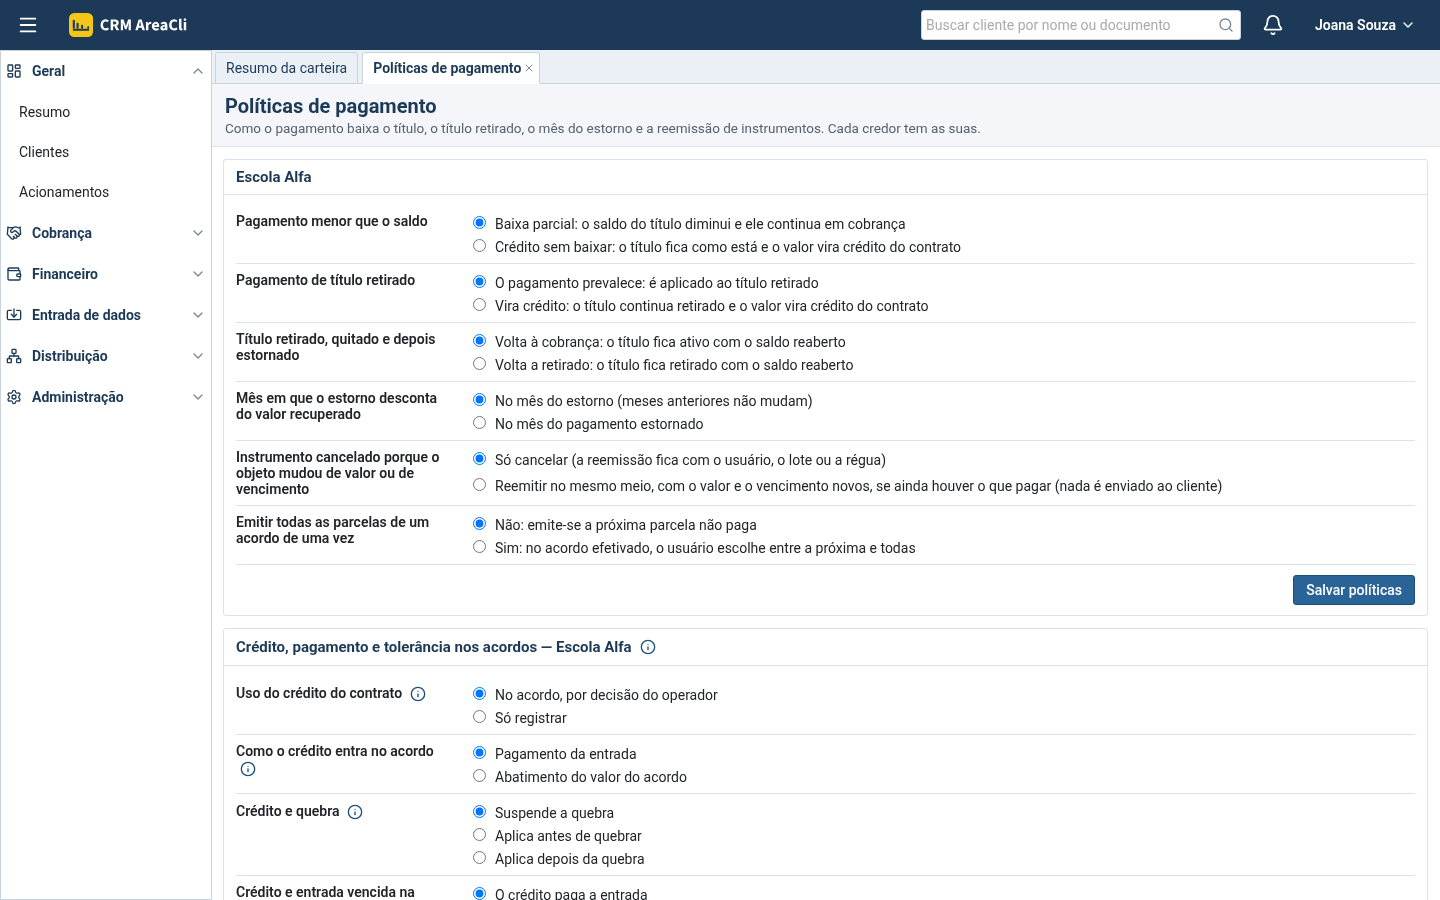 CRM AreaCli
Buscar cliente por nome ou documento
Joana Souza
Geral
Resumo
Clientes
Acionamentos
Cobrança
Financeiro
Entrada de dados
Distribuição
Administração
Resumo da carteira
Políticas de pagamento
Políticas de pagamento
Como o pagamento baixa o título, o título retirado, o mês do estorno e a reemissão de instrumentos. Cada credor tem as suas.
Escola Alfa
Pagamento menor que o saldo
Baixa parcial: o saldo do título diminui e ele continua em cobrança
Crédito sem baixar: o título fica como está e o valor vira crédito do contrato
Pagamento de título retirado
O pagamento prevalece: é aplicado ao título retirado
Vira crédito: o título continua retirado e o valor vira crédito do contrato
Título retirado, quitado e depois
estornado
Volta à cobrança: o título fica ativo com o saldo reaberto
Volta a retirado: o título fica retirado com o saldo reaberto
Mês em que o estorno desconta
do valor recuperado
No mês do estorno (meses anteriores não mudam)
No mês do pagamento estornado
Instrumento cancelado porque o
objeto mudou de valor ou de
vencimento
Só cancelar (a reemissão fica com o usuário, o lote ou a régua)
Reemitir no mesmo meio, com o valor e o vencimento novos, se ainda houver o que pagar (nada é enviado ao cliente)
Emitir todas as parcelas de um
acordo de uma vez
Não: emite-se a próxima parcela não paga
Sim: no acordo efetivado, o usuário escolhe entre a próxima e todas
Salvar políticas
Crédito, pagamento e tolerância nos acordos — Escola Alfa
Uso do crédito do contrato
No acordo, por decisão do operador
Só registrar
Como o crédito entra no acordo
Pagamento da entrada
Abatimento do valor do acordo
Crédito e quebra
Suspende a quebra
Aplica antes de quebrar
Aplica depois da quebra
Crédito e entrada vencida na
O crédito paga a entrada